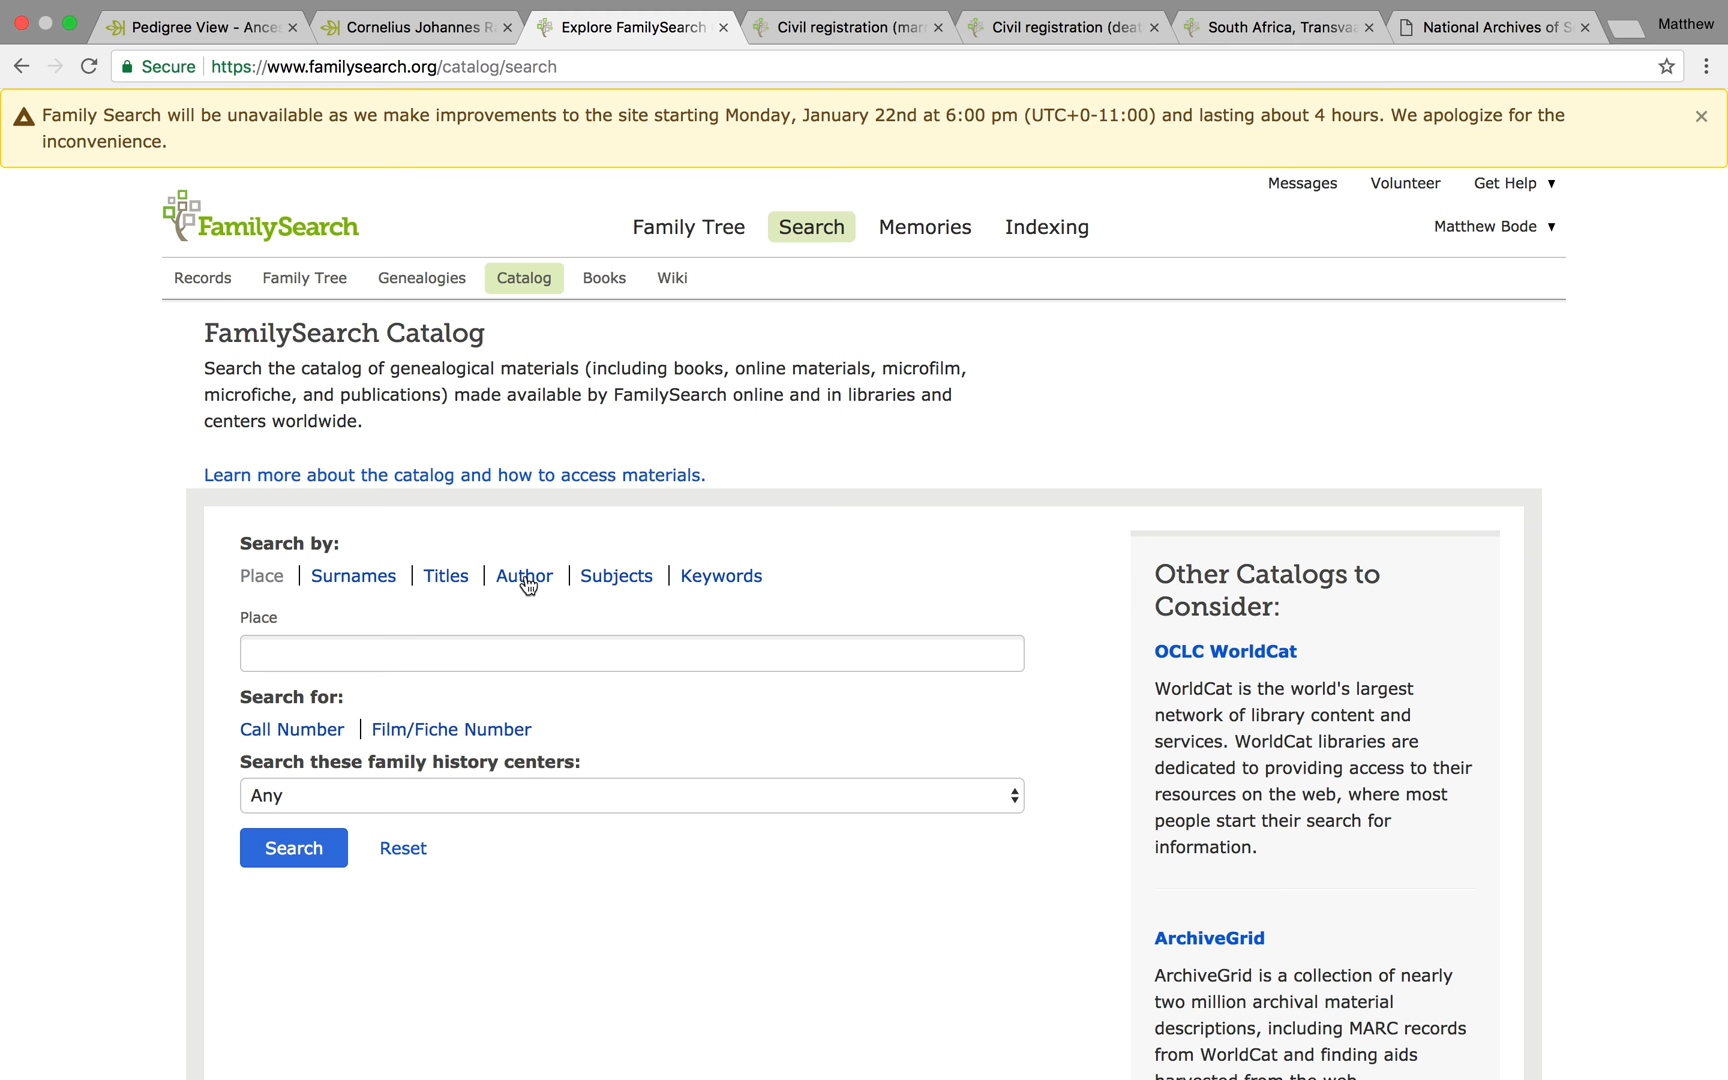 Pedigree View - Ances
Cornelius Johannes R
Explore FamilySearch
Civil registration (mar
Civil registration (deat
South Africa, Transvaa
National Archives of S
Matthew
Secure
https://www.familysearch.org/catalog/search
Family Search will be unavailable as we make improvements to the site starting Monday, January 22nd at 6:00 pm (UTC+0-11:00) and lasting about 4 hours. We apologize for the
inconvenience.
Messages
Volunteer
Get Help
FamilySearch
Family Tree
Search
Memories
Indexing
Matthew Bode
Records
Family Tree
Genealogies
Catalog
Books
Wiki
FamilySearch Catalog
Search the catalog of genealogical materials (including books, online materials, microfilm,
microfiche, and publications) made available by FamilySearch online and in libraries and
centers worldwide.
Learn more about the catalog and how to access materials.
Search by:
Place | Surnames | Titles | Author | Subjects | Keywords
Place
Search for:
Call Number | Film/Fiche Number
Search these family history centers:
Any
Search
Reset
Other Catalogs to
Consider:
OCLC WorldCat
WorldCat is the world's largest
network of library content and
services. WorldCat libraries are
dedicated to providing access to their
resources on the web, where most
people start their search for
information.
ArchiveGrid
ArchiveGrid is a collection of nearly
two million archival material
descriptions, including MARC records
from WorldCat and finding aids
harvested from the web.